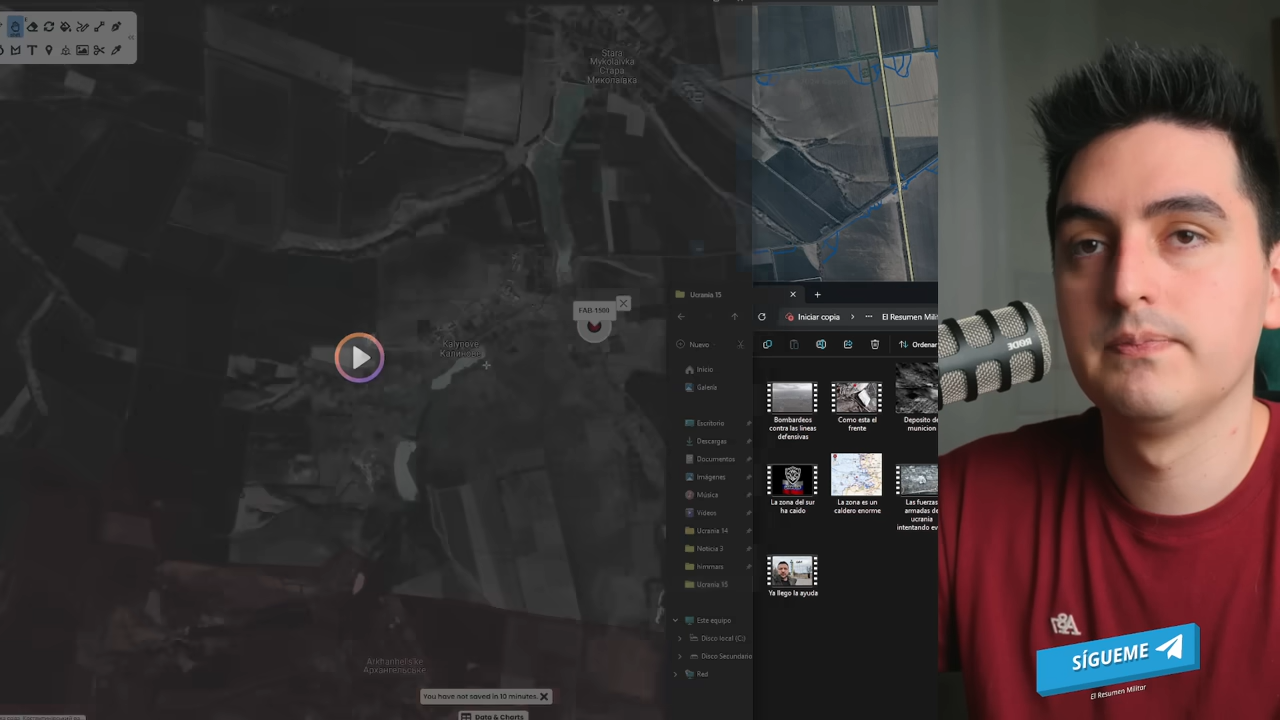 Stara
Mykolaivka
Стара
Миколаївка
FAB-1500
Kalynove
Калинове
Arkhanhel's'ke
Архангельське
You have not saved in 10 minutes.
Data & Charts
Ucrania 15
Nuevo
Inicio
Galería
Escritorio
Descargas
Documentos
Imágenes
Música
Vídeos
Ucrania 14
Noticia 3
himmars
Ucrania 15
Este equipo
Disco local (C:)
Disco Secundario
Red
Iniciar copia
El Resumen Milit
Ordenar
Bombardeos
contra las lineas
defensivas
Como esta el
frente
Deposito de
municion
La zona del sur
ha caido
La zona es un
caldero enorme
Las fuerzas
armadas de
ucrania
intentando ev
Ya llego la ayuda
RØDE
SÍGUEME
El Resumen Militar